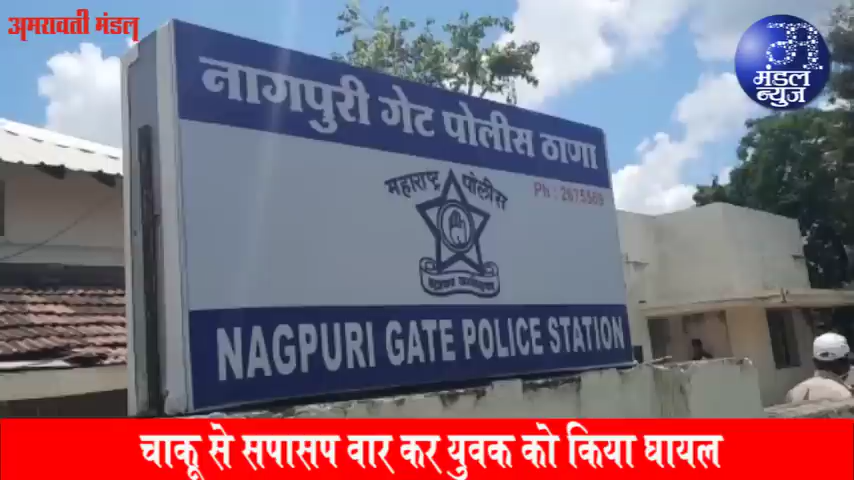 अमरावती मंडल
मी
मंडल
न्युज
नागपुरी गेट पोलीस ठाणा
महाराष्ट्र पोलीस
Ph : 2675569
NAGPURI GATE POLICE STATION
चाकू से सपासप वार कर युवक को किया घायल